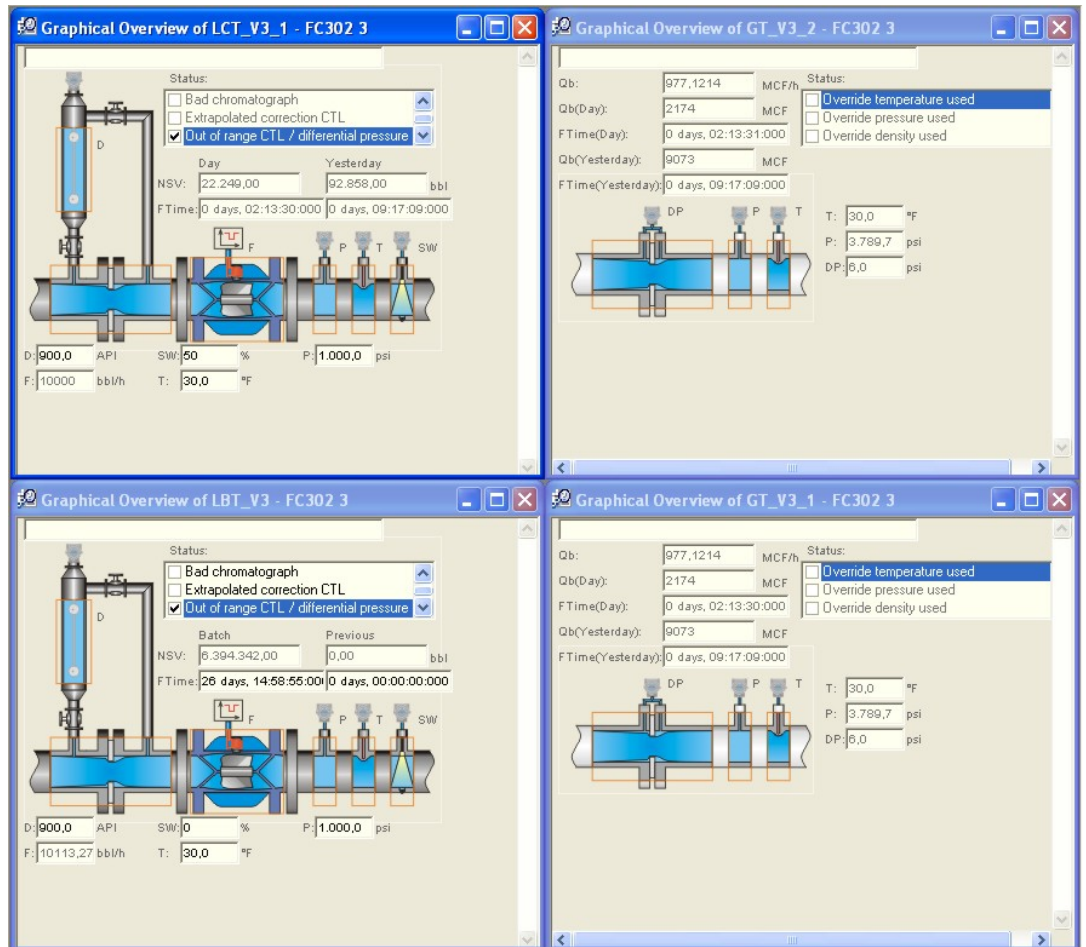 Graphical Overview of LCT_V3_1 - FC302 3
Status:
Bad chromatograph
Extrapolated correction CTL
Out of range CTL / differential pressure
D
Day Yesterday
NSV: 22.249,00 92.858,00 bbl
FTime: 0 days, 02:13:30:000 0 days, 09:17:09:000
F P T SW
D: 900,0 API SW: 50 % P: 1.000,0 psi
F: 10000 bbl/h T: 30,0 ºF
Graphical Overview of GT_V3_2 - FC302 3
Qb: 977,1214 MCF/h Status:
Override temperature used
Qb(Day): 2174 MCF
Override pressure used
FTime(Day): 0 days, 02:13:31:000
Override density used
Qb(Yesterday): 9073 MCF
FTime(Yesterday): 0 days, 09:17:09:000
DP P T
T: 30,0 ºF
P: 3.789,7 psi
DP: 6,0 psi
Graphical Overview of LBT_V3 - FC302 3
Status:
Bad chromatograph
Extrapolated correction CTL
Out of range CTL / differential pressure
D
Batch Previous
NSV: 6.394.342,00 0,00 bbl
FTime: 26 days, 14:58:55:00 0 days, 00:00:00:000
F P T SW
D: 900,0 API SW: 0 % P: 1.000,0 psi
F: 10113,27 bbl/h T: 30,0 ºF
Graphical Overview of GT_V3_1 - FC302 3
Qb: 977,1214 MCF/h Status:
Override temperature used
Qb(Day): 2174 MCF
Override pressure used
FTime(Day): 0 days, 02:13:30:000
Override density used
Qb(Yesterday): 9073 MCF
FTime(Yesterday): 0 days, 09:17:09:000
DP P T
T: 30,0 ºF
P: 3.789,7 psi
DP: 6,0 psi